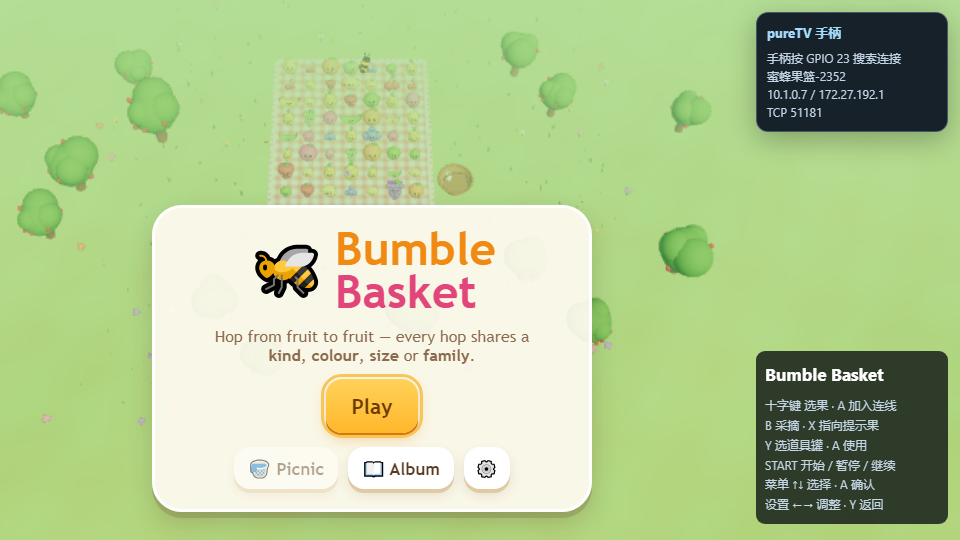 pureTV 手柄
手柄按 GPIO 23 搜索连接
蜜蜂果篮-2352
10.1.0.7 / 172.27.192.1
TCP 51181
Bumble
Basket
Hop from fruit to fruit — every hop shares a
kind, colour, size or family.
Play
Picnic
Album
Bumble Basket
十字键 选果 · A 加入连线
B 采摘 · X 指向提示果
Y 选道具罐 · A 使用
START 开始 / 暂停 / 继续
菜单 ↑↓ 选择 · A 确认
设置 ←→ 调整 · Y 返回